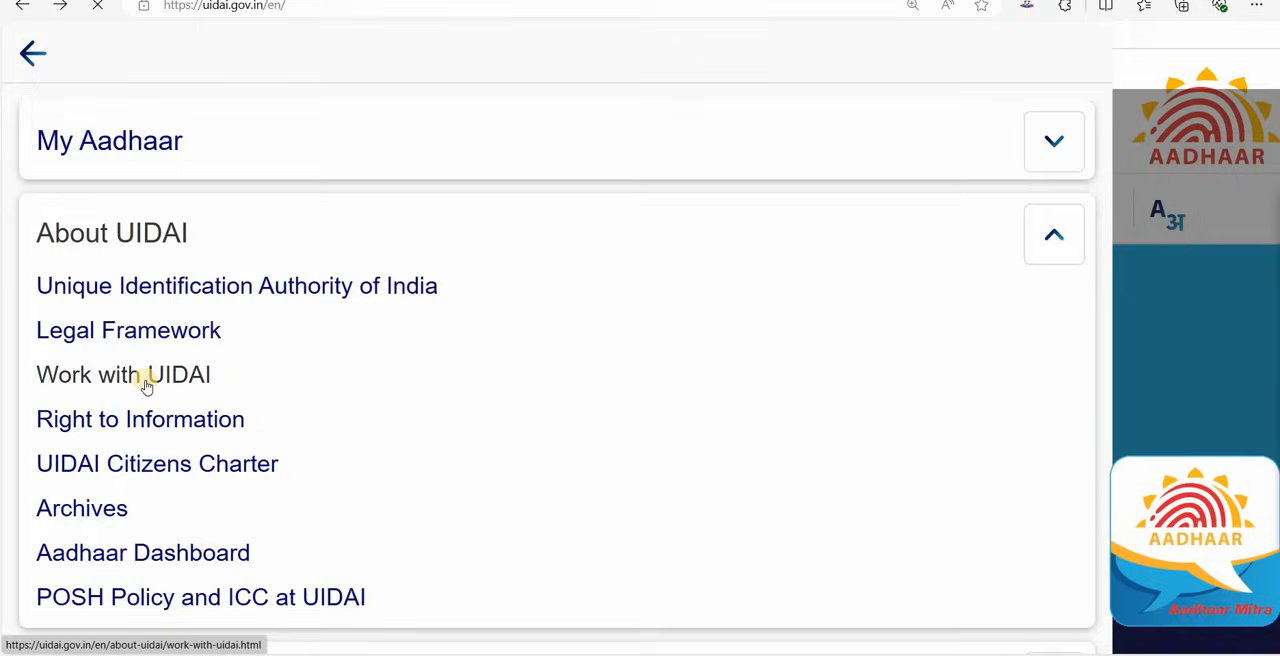 https://uidai.gov.in/en/
My Aadhaar
AADHAAR
A अ
About UIDAI
Unique Identification Authority of India
Legal Framework
Work with UIDAI
Right to Information
UIDAI Citizens Charter
Archives
AADHAAR
Aadhaar Dashboard
POSH Policy and ICC at UIDAI
Aadhaar Mitra
https://uidai.gov.in/en/about-uidai/work-with-uidai.html